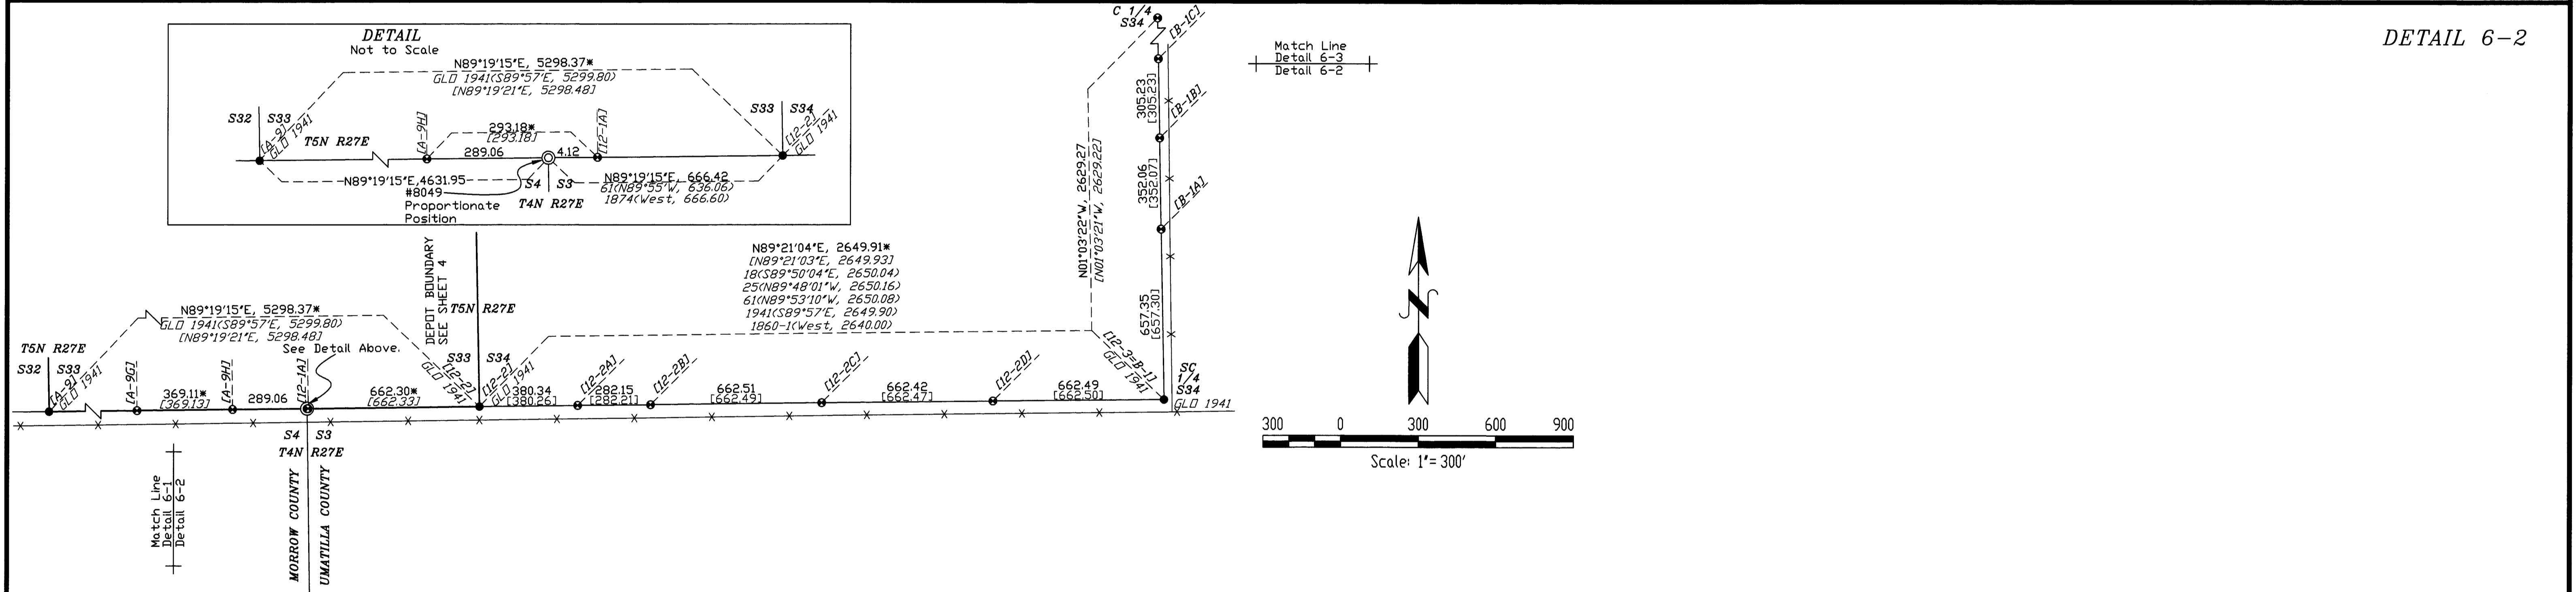 DETAIL 6-2
DETAIL
Not to Scale
N89°19'15"E, 5298.37*
GLO 1941(S89°57'E, 5299.80)
[N89°19'21"E, 5298.48]
S32 S33
[A-9]
GLO 1941
T5N R27E
[A-9H]
293.18*
[293.18]
[12-1A]
289.06
4.12
S33 S34
[12-2]
GLO 1941
N89°19'15"E,4631.95
S4 S3
N89°19'15"E, 666.42
61(N89°55'W, 636.06)
1874(West, 666.60)
#8049
Proportionate
Position
T4N R27E
C 1/4
S34
[B-1C]
305.23
[305.23]
[B-1B]
352.06
[352.07]
[B-1A]
657.35
[657.30]
N01°03'22"W, 2629.27
[N01°03'21"W, 2629.22]
Match Line
Detail 6-3
Detail 6-2
DEPOT BOUNDARY
SEE SHEET 4
T5N R27E
N89°21'04"E, 2649.91*
[N89°21'03"E, 2649.93]
18(S89°50'04"E, 2650.04)
25(N89°48'01"W, 2650.16)
61(N89°53'10"W, 2650.08)
1941(S89°57'E, 2649.90)
1860-1(West, 2640.00)
N89°19'15"E, 5298.37*
GLO 1941(S89°57'E, 5299.80)
[N89°19'21"E, 5298.48]
See Detail Above.
T5N R27E
S32 S33
[A-9]
GLO 1941
[A-9G]
369.11*
[369.13]
[A-9H]
289.06
[12-1A]
662.30*
[662.33]
S33 S34
[12-2]
GLO 1941
[12-2]
GLO 1941
380.34
[380.26]
[12-2A]
282.15
[282.21]
[12-2B]
662.51
[662.49]
[12-2C]
662.42
[662.47]
[12-2D]
662.49
[662.50]
[12-3=B-1]
GLO 1941
SC
1/4
S34
GLO 1941
S4 S3
T4N R27E
MORROW COUNTY
UMATILLA COUNTY
Match Line
Detail 6-1
Detail 6-2
N
300 0 300 600 900
Scale: 1"= 300'